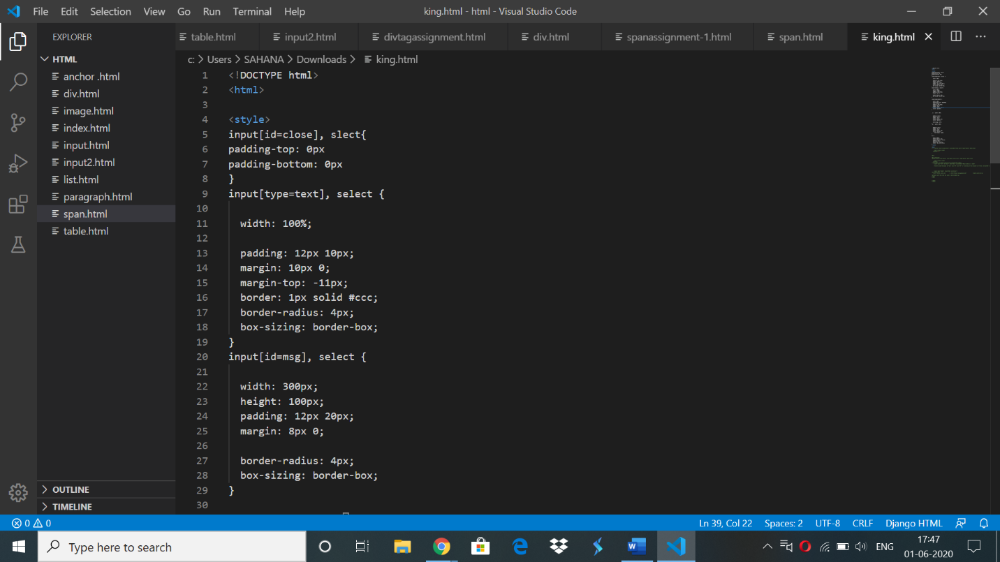 File Edit Selection View Go Run Terminal Help king.html - html - Visual Studio Code
EXPLORER
table.html input2.html divtagassignment.html div.html spanassignment-1.html span.html king.html
HTML
anchor .html
div.html
image.html
index.html
input.html
input2.html
list.html
paragraph.html
span.html
table.html
OUTLINE
TIMELINE
c: > Users > SAHANA > Downloads > king.html
1 <!DOCTYPE html>
2 <html>
3
4 <style>
5 input[id=close], slect{
6 padding-top: 0px
7 padding-bottom: 0px
8 }
9 input[type=text], select {
10
11 width: 100%;
12
13 padding: 12px 10px;
14 margin: 10px 0;
15 margin-top: -11px;
16 border: 1px solid #ccc;
17 border-radius: 4px;
18 box-sizing: border-box;
19 }
20 input[id=msg], select {
21
22 width: 300px;
23 height: 100px;
24 padding: 12px 20px;
25 margin: 8px 0;
26
27 border-radius: 4px;
28 box-sizing: border-box;
29 }
30
0 0 Ln 39, Col 22 Spaces: 2 UTF-8 CRLF Django HTML
Type here to search
ENG
17:47
01-06-2020